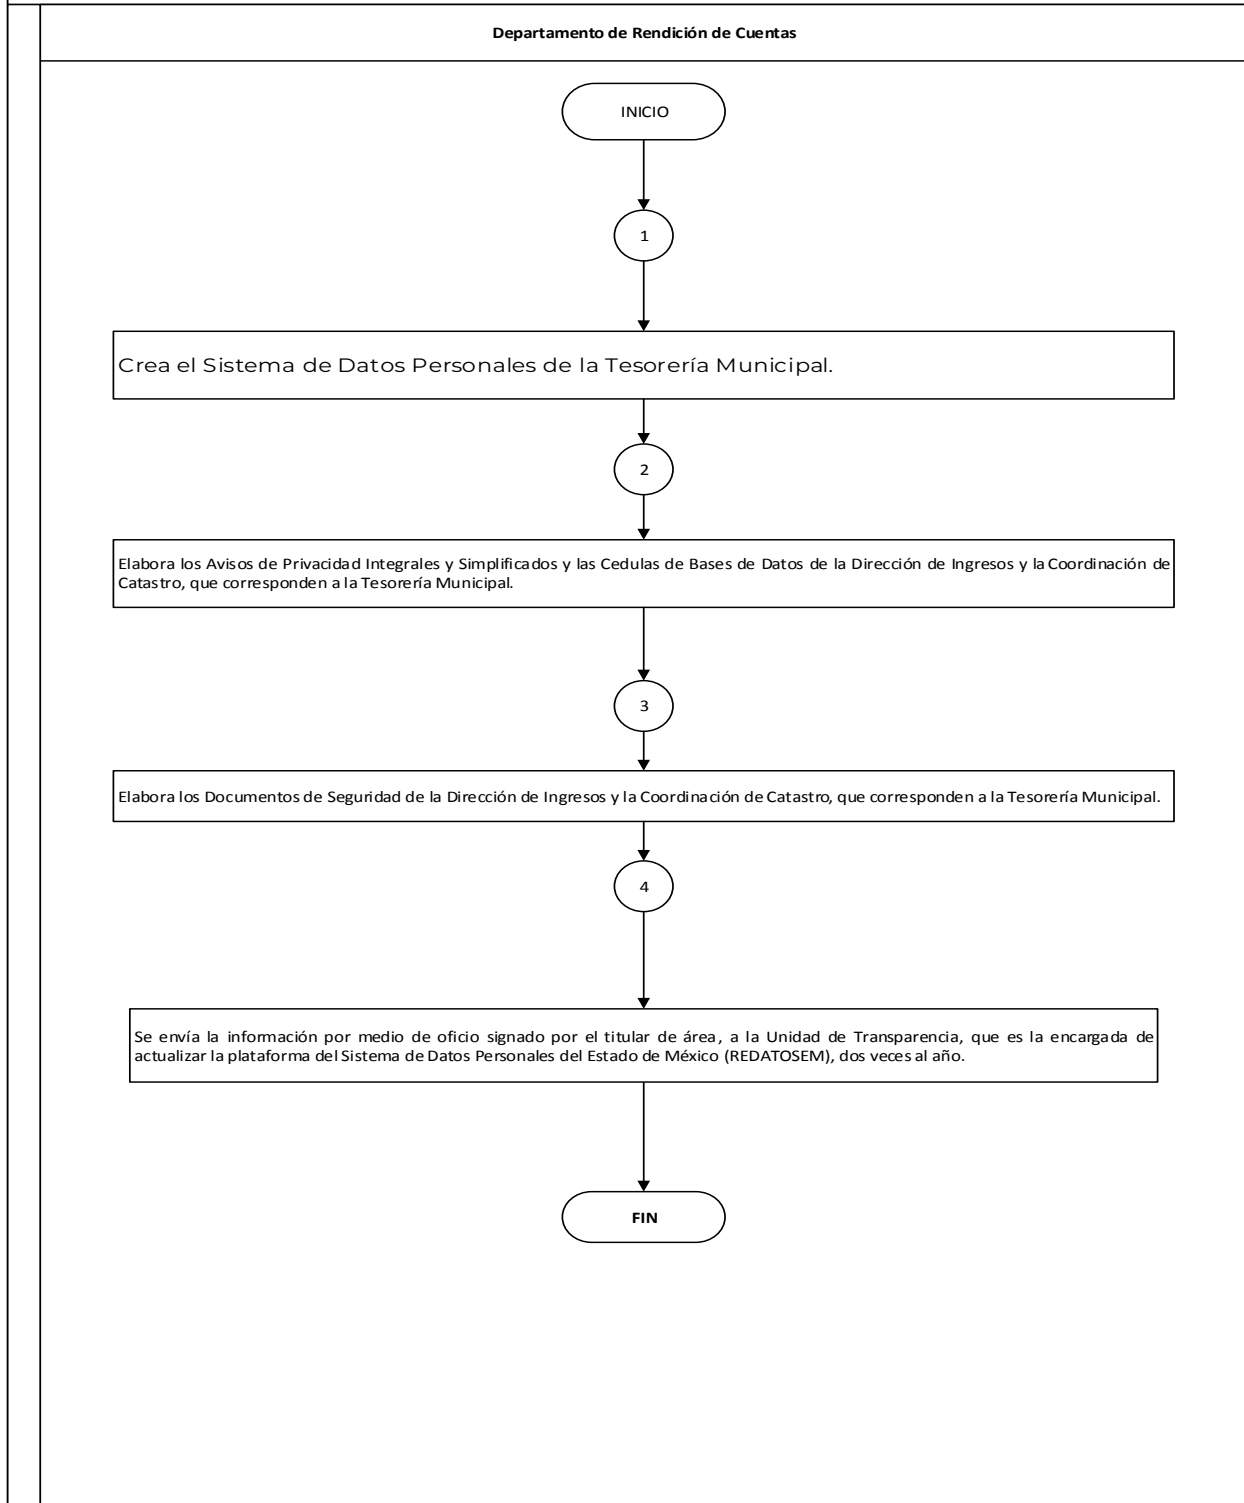 Departamento de Rendición de Cuentas
INICIO
1
Crea el Sistema de Datos Personales de la Tesorería Municipal.
2
Elabora los Avisos de Privacidad Integrales y Simplificados y las Cedulas de Bases de Datos de la Dirección de Ingresos y la Coordinación de
Catastro, que corresponden a la Tesorería Municipal.
3
Elabora los Documentos de Seguridad de la Dirección de Ingresos y la Coordinación de Catastro, que corresponden a la Tesorería Municipal.
4
Se envía la información por medio de oficio signado por el titular de área, a la Unidad de Transparencia, que es la encargada de
actualizar la plataforma del Sistema de Datos Personales del Estado de México (REDATOSEM), dos veces al año.
FIN